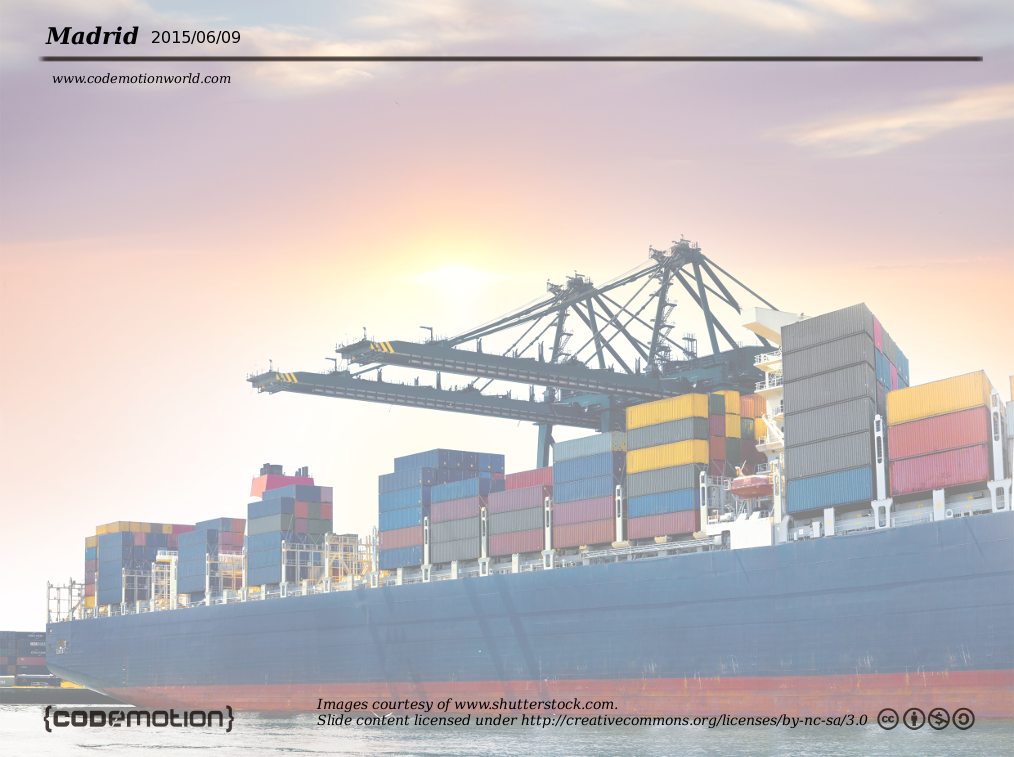 Madrid 2015/06/09
www.codemotionworld.com
Images courtesy of www.shutterstock.com.
{codemotion} Slide content licensed under http://creativecommons.org/licenses/by-nc-sa/3.0 cc